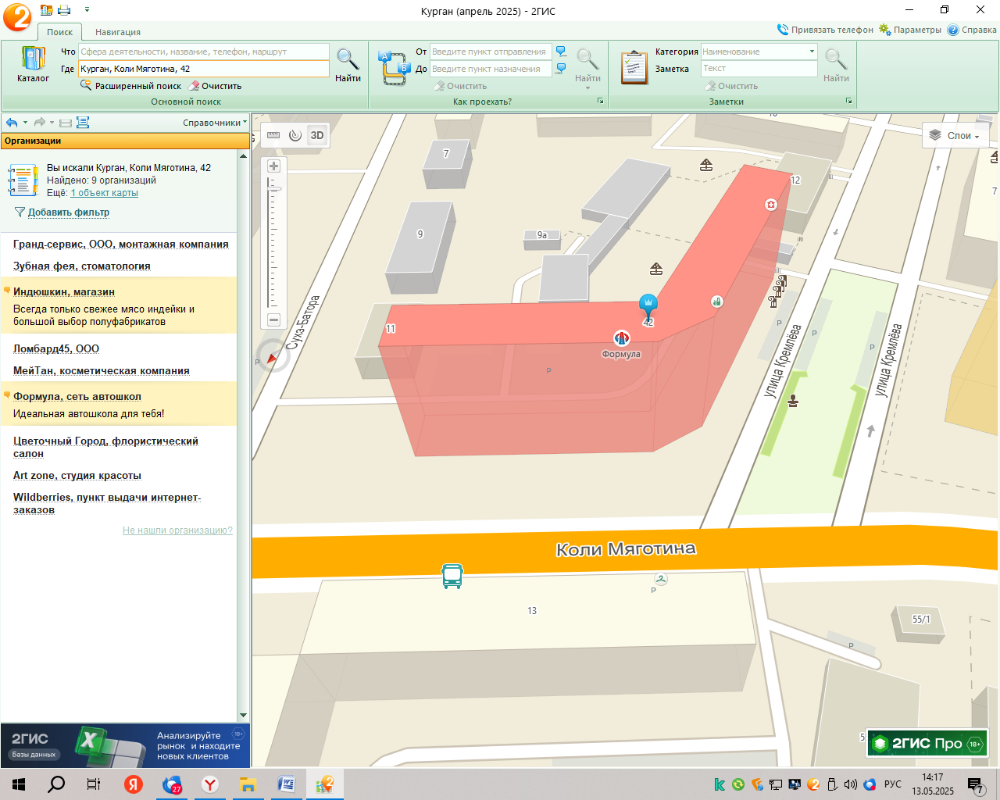 Курган (апрель 2025) - 2ГИС
Поиск
Навигация
Привязать телефон
Параметры
Справка
Каталог
Что
Сфера деятельности, название, телефон, маршрут
Где
Курган, Коли Мяготина, 42
Расширенный поиск
Очистить
Найти
Основной поиск
От
Введите пункт отправления
До
Введите пункт назначения
Очистить
Найти
Как проехать?
Категория
Наименование
Заметка
Текст
Очистить
Найти
Заметки
Справочники
Организации
Вы искали Курган, Коли Мяготина, 42
Найдено: 9 организаций
Ещё: 1 объект карты
Добавить фильтр
Гранд-сервис, ООО, монтажная компания
Зубная фея, стоматология
Индюшкин, магазин
Всегда только свежее мясо индейки и
большой выбор полуфабрикатов
Ломбард45, ООО
МейТан, косметическая компания
Формула, сеть автошкол
Идеальная автошкола для тебя!
Цветочный Город, флористический
салон
Art zone, студия красоты
Wildberries, пункт выдачи интернет-
заказов
Не нашли организацию?
2ГИС
Базы данных
Анализируйте
рынок и находите
новых клиентов
18+
3D
Слои
7
12
7
9
9а
Сухэ-Батора
11
42
Формула
P
P
P
P
P
улица Кремлёва
улица Кремлёва
Коли Мяготина
13
P
55/1
P
2ГИС Про
18+
27
РУС
14:17
13.05.2025
7